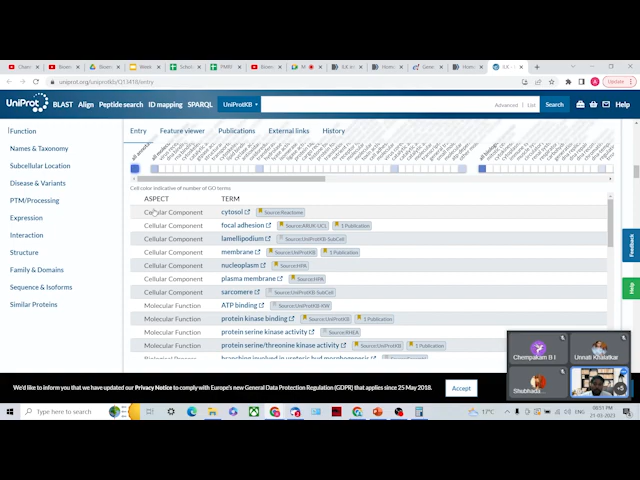 Beam
Week
uniprot.org/uniprotkb/Q13418/entry
Update
UniProt BLAST Align Peptide search ID mapping SPARQL UniProtKB Advanced | List Search Help
Function
Names & Taxonomy
Subcellular Location
Disease & Variants
PTM/Processing
Expression
Interaction
Structure
Family & Domains
Sequence & Isoforms
Similar Proteins
Entry Feature viewer Publications External links History
Cell color indicative of number of GO terms
ASPECT TERM
Cellular Component cytosol Source:Reactome
Cellular Component focal adhesion Source:ARUK-UCL 1 Publication
Cellular Component lamellipodium Source:UniProtKB-SubCell
Cellular Component membrane Source:UniProtKB 1 Publication
Cellular Component nucleoplasm Source:HPA
Cellular Component plasma membrane Source:HPA
Cellular Component sarcomere Source:UniProtKB-SubCell
Molecular Function ATP binding Source:UniProtKB-KW
Molecular Function protein kinase binding Source:UniProtKB 1 Publication
Molecular Function protein serine kinase activity Source:RHEA
Molecular Function protein serine/threonine kinase activity Source:UniProtKB 1 Publication
Feedback
Help
We'd like to inform you that we have updated our Privacy Notice to comply with Europe's new General Data Protection Regulation (GDPR) that applies since 25 May 2018.
Accept
Chempakam B I
Unnati Khalatkar
Shubhada...
+5
Type here to search
17°C
ENG
08:51 PM
21-03-2023